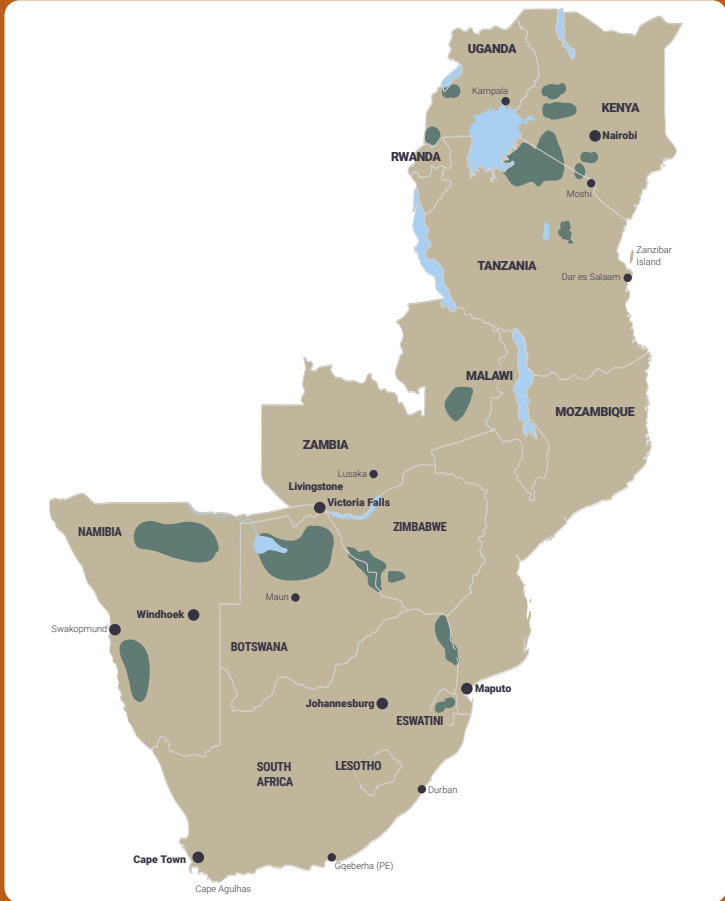 UGANDA
Kampala
KENYA
Nairobi
RWANDA
Moshi
Zanzibar
Island
TANZANIA
Dar es Salaam
MALAWI
MOZAMBIQUE
ZAMBIA
Lusaka
Livingstone
Victoria Falls
NAMIBIA
ZIMBABWE
Maun
Windhoek
Swakopmund
BOTSWANA
Maputo
Johannesburg
ESWATINI
SOUTH
AFRICA
LESOTHO
Durban
Cape Town
Gqeberha (PE)
Cape Agulhas